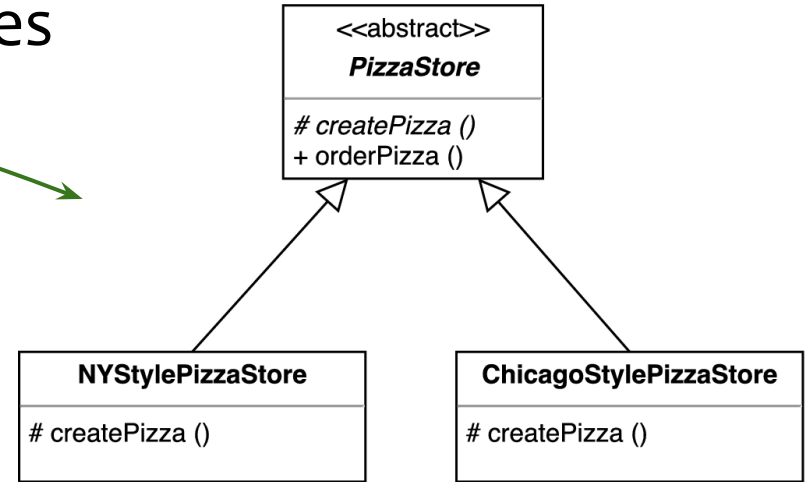 es
<<abstract>>
PizzaStore
# createPizza ()
+ orderPizza ()
NYStylePizzaStore
# createPizza ()
ChicagoStylePizzaStore
# createPizza ()